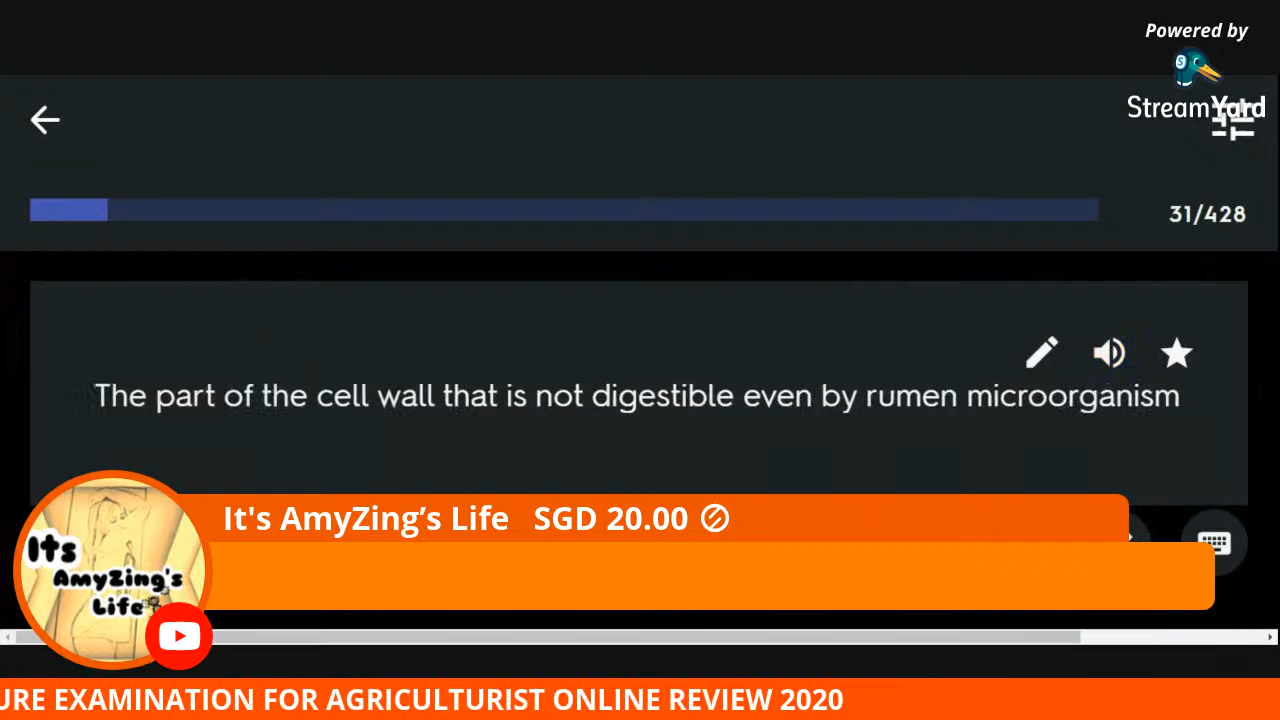 Powered by
StreamYard
31/428
The part of the cell wall that is not digestible even by rumen microorganism
It's AmyZing’s Life SGD 20.00
Its
AmyZing's
Life
URE EXAMINATION FOR AGRICULTURIST ONLINE REVIEW 2020